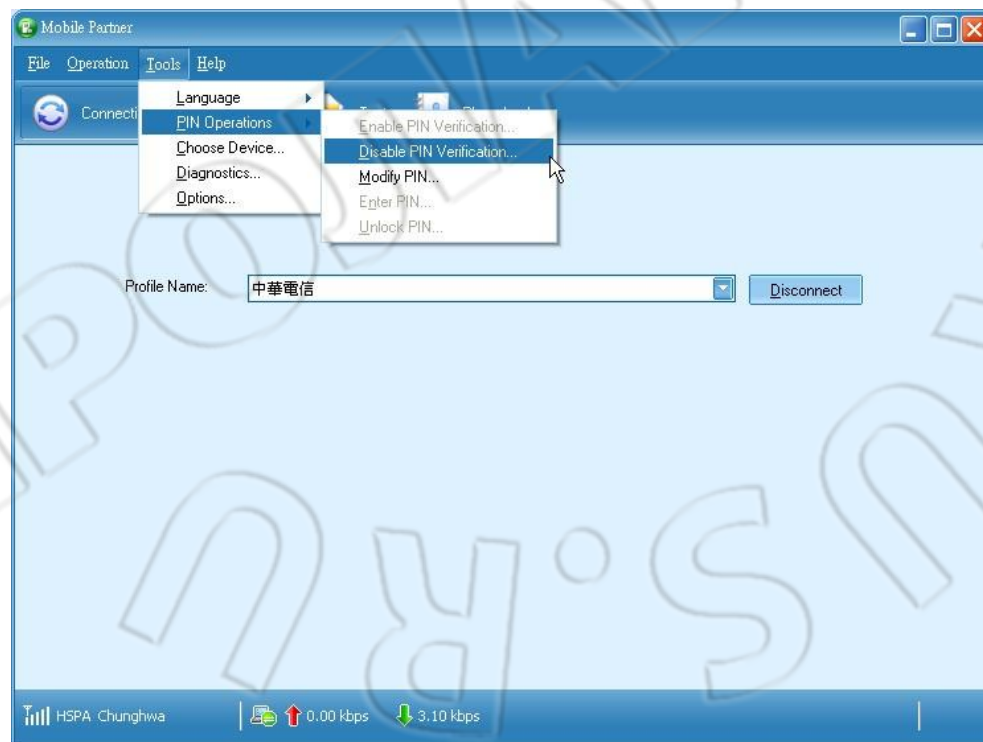 Mobile Partner
File Operation Tools Help
Language
PIN Operations
Choose Device...
Diagnostics...
Options...
Enable PIN Verification...
Disable PIN Verification...
Modify PIN...
Enter PIN...
Unlock PIN...
Profile Name: 中華電信 Disconnect
HSPA Chunghwa 0.00 kbps 3.10 kbps